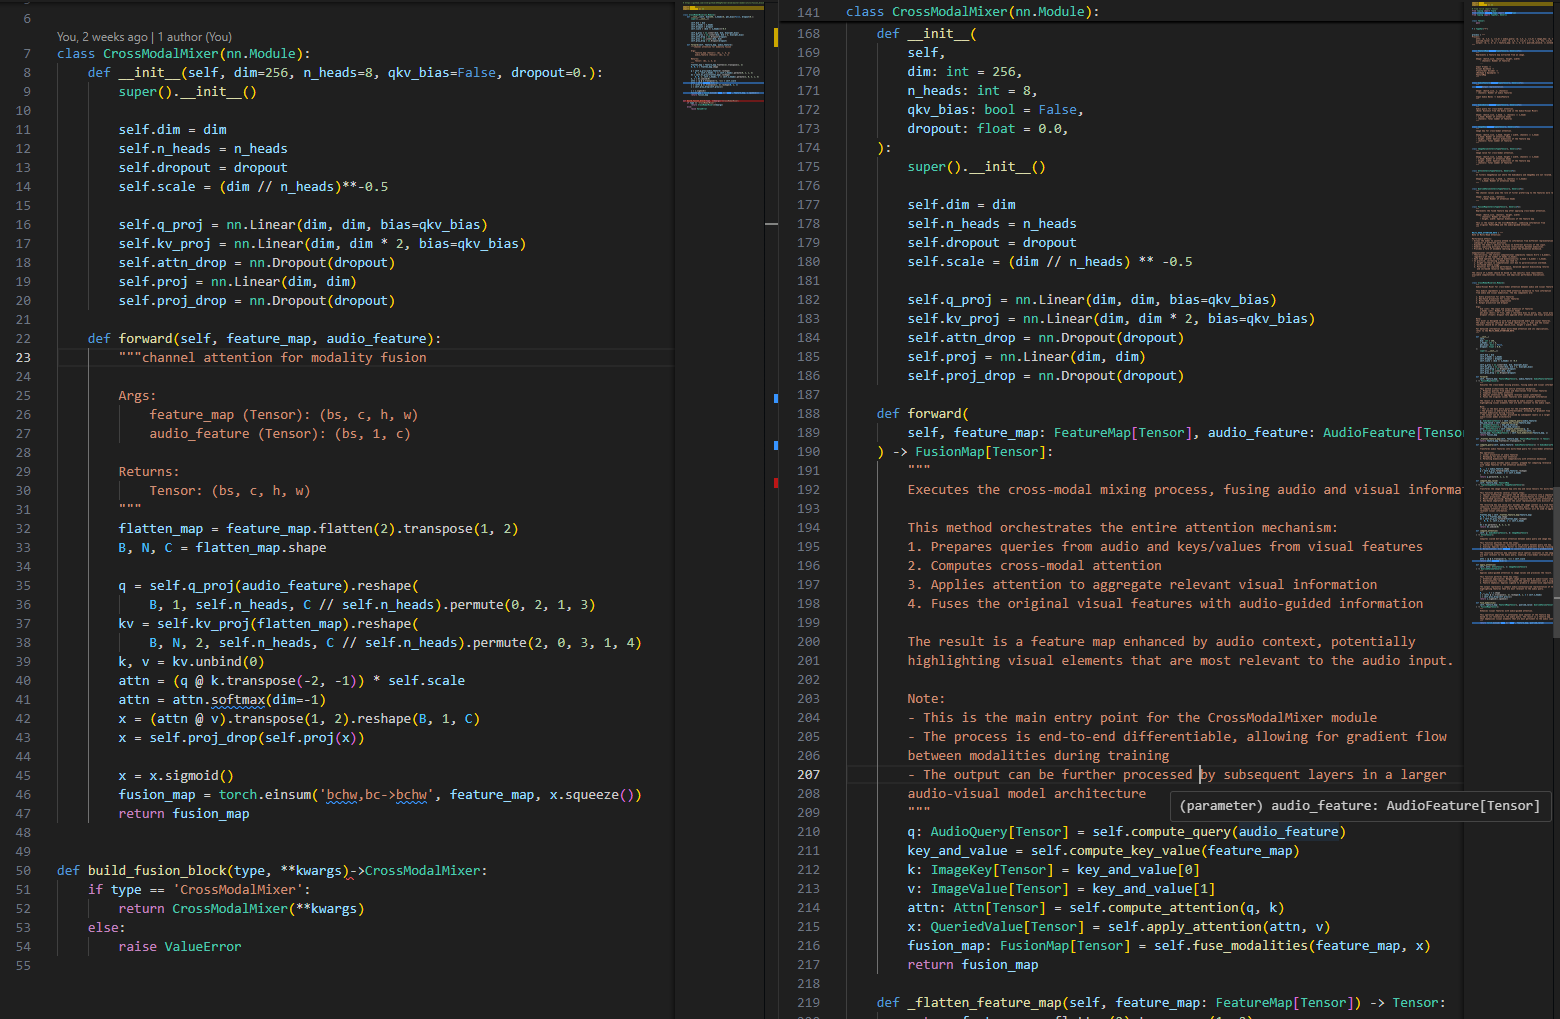 6
You, 2 weeks ago | 1 author (You)
7 class CrossModalMixer(nn.Module):
8 def __init__(self, dim=256, n_heads=8, qkv_bias=False, dropout=0.):
9 super().__init__()
10
11 self.dim = dim
12 self.n_heads = n_heads
13 self.dropout = dropout
14 self.scale = (dim // n_heads)**-0.5
15
16 self.q_proj = nn.Linear(dim, dim, bias=qkv_bias)
17 self.kv_proj = nn.Linear(dim, dim * 2, bias=qkv_bias)
18 self.attn_drop = nn.Dropout(dropout)
19 self.proj = nn.Linear(dim, dim)
20 self.proj_drop = nn.Dropout(dropout)
21
22 def forward(self, feature_map, audio_feature):
23 """channel attention for modality fusion
24
25 Args:
26 feature_map (Tensor): (bs, c, h, w)
27 audio_feature (Tensor): (bs, 1, c)
28
29 Returns:
30 Tensor: (bs, c, h, w)
31 """
32 flatten_map = feature_map.flatten(2).transpose(1, 2)
33 B, N, C = flatten_map.shape
34
35 q = self.q_proj(audio_feature).reshape(
36 B, 1, self.n_heads, C // self.n_heads).permute(0, 2, 1, 3)
37 kv = self.kv_proj(flatten_map).reshape(
38 B, N, 2, self.n_heads, C // self.n_heads).permute(2, 0, 3, 1, 4)
39 k, v = kv.unbind(0)
40 attn = (q @ k.transpose(-2, -1)) * self.scale
41 attn = attn.softmax(dim=-1)
42 x = (attn @ v).transpose(1, 2).reshape(B, 1, C)
43 x = self.proj_drop(self.proj(x))
44
45 x = x.sigmoid()
46 fusion_map = torch.einsum('bchw,bc->bchw', feature_map, x.squeeze())
47 return fusion_map
48
49
50 def build_fusion_block(type, **kwargs)->CrossModalMixer:
51 if type == 'CrossModalMixer':
52 return CrossModalMixer(**kwargs)
53 else:
54 raise ValueError
55
141 class CrossModalMixer(nn.Module):
168 def __init__(
169 self,
170 dim: int = 256,
171 n_heads: int = 8,
172 qkv_bias: bool = False,
173 dropout: float = 0.0,
174 ):
175 super().__init__()
176
177 self.dim = dim
178 self.n_heads = n_heads
179 self.dropout = dropout
180 self.scale = (dim // n_heads) ** -0.5
181
182 self.q_proj = nn.Linear(dim, dim, bias=qkv_bias)
183 self.kv_proj = nn.Linear(dim, dim * 2, bias=qkv_bias)
184 self.attn_drop = nn.Dropout(dropout)
185 self.proj = nn.Linear(dim, dim)
186 self.proj_drop = nn.Dropout(dropout)
187
188 def forward(
189 self, feature_map: FeatureMap[Tensor], audio_feature: AudioFeature[Tensor
190 ) -> FusionMap[Tensor]:
191 """
192 Executes the cross-modal mixing process, fusing audio and visual informat
193
194 This method orchestrates the entire attention mechanism:
195 1. Prepares queries from audio and keys/values from visual features
196 2. Computes cross-modal attention
197 3. Applies attention to aggregate relevant visual information
198 4. Fuses the original visual features with audio-guided information
199
200 The result is a feature map enhanced by audio context, potentially
201 highlighting visual elements that are most relevant to the audio input.
202
203 Note:
204 - This is the main entry point for the CrossModalMixer module
205 - The process is end-to-end differentiable, allowing for gradient flow
206 between modalities during training
207 - The output can be further processed by subsequent layers in a larger
208 audio-visual model architecture
(parameter) audio_feature: AudioFeature[Tensor]
209 """
210 q: AudioQuery[Tensor] = self.compute_query(audio_feature)
211 key_and_value = self.compute_key_value(feature_map)
212 k: ImageKey[Tensor] = key_and_value[0]
213 v: ImageValue[Tensor] = key_and_value[1]
214 attn: Attn[Tensor] = self.compute_attention(q, k)
215 x: QueriedValue[Tensor] = self.apply_attention(attn, v)
216 fusion_map: FusionMap[Tensor] = self.fuse_modalities(feature_map, x)
217 return fusion_map
218
219 def _flatten_feature_map(self, feature_map: FeatureMap[Tensor]) -> Tensor: